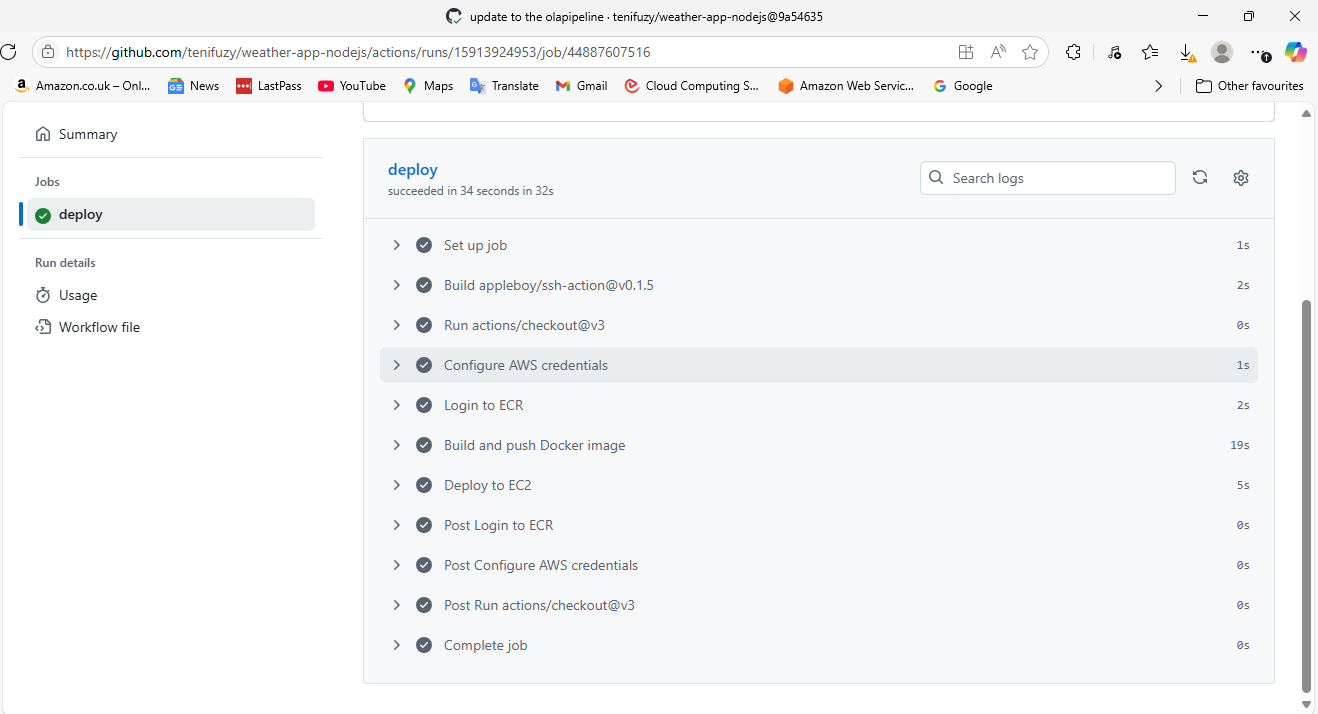 update to the olapipeline · tenifuzy/weather-app-nodejs@9a54635
https://github.com/tenifuzy/weather-app-nodejs/actions/runs/15913924953/job/44887607516
Amazon.co.uk – Onl...
News
LastPass
YouTube
Maps
Translate
Gmail
Cloud Computing S...
Amazon Web Servic...
Google
Other favourites
Summary
Jobs
deploy
Run details
Usage
Workflow file
deploy
succeeded in 34 seconds in 32s
Search logs
Set up job 1s
Build appleboy/ssh-action@v0.1.5 2s
Run actions/checkout@v3 0s
Configure AWS credentials 1s
Login to ECR 2s
Build and push Docker image 19s
Deploy to EC2 5s
Post Login to ECR 0s
Post Configure AWS credentials 0s
Post Run actions/checkout@v3 0s
Complete job 0s